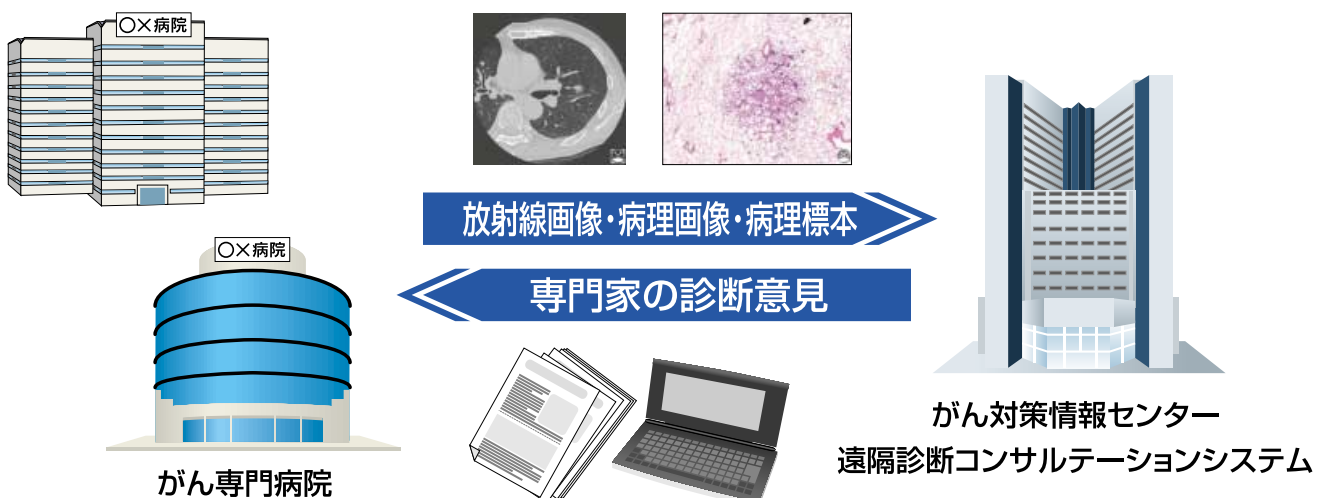 〇×病院
放射線画像・病理画像・病理標本
〇×病院
専門家の診断意見
がん専門病院
がん対策情報センター
遠隔診断コンサルテーションシステム